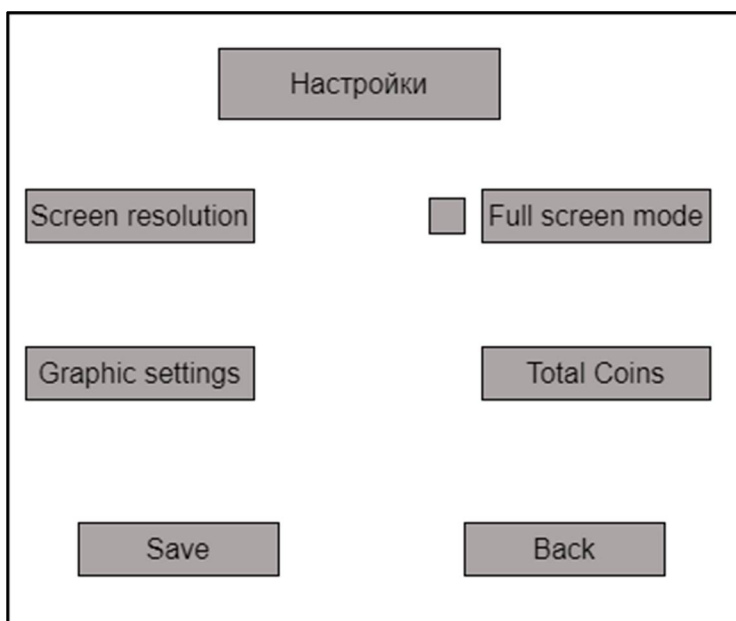 Настройки
Screen resolution
Full screen mode
Graphic settings
Total Coins
Save
Back